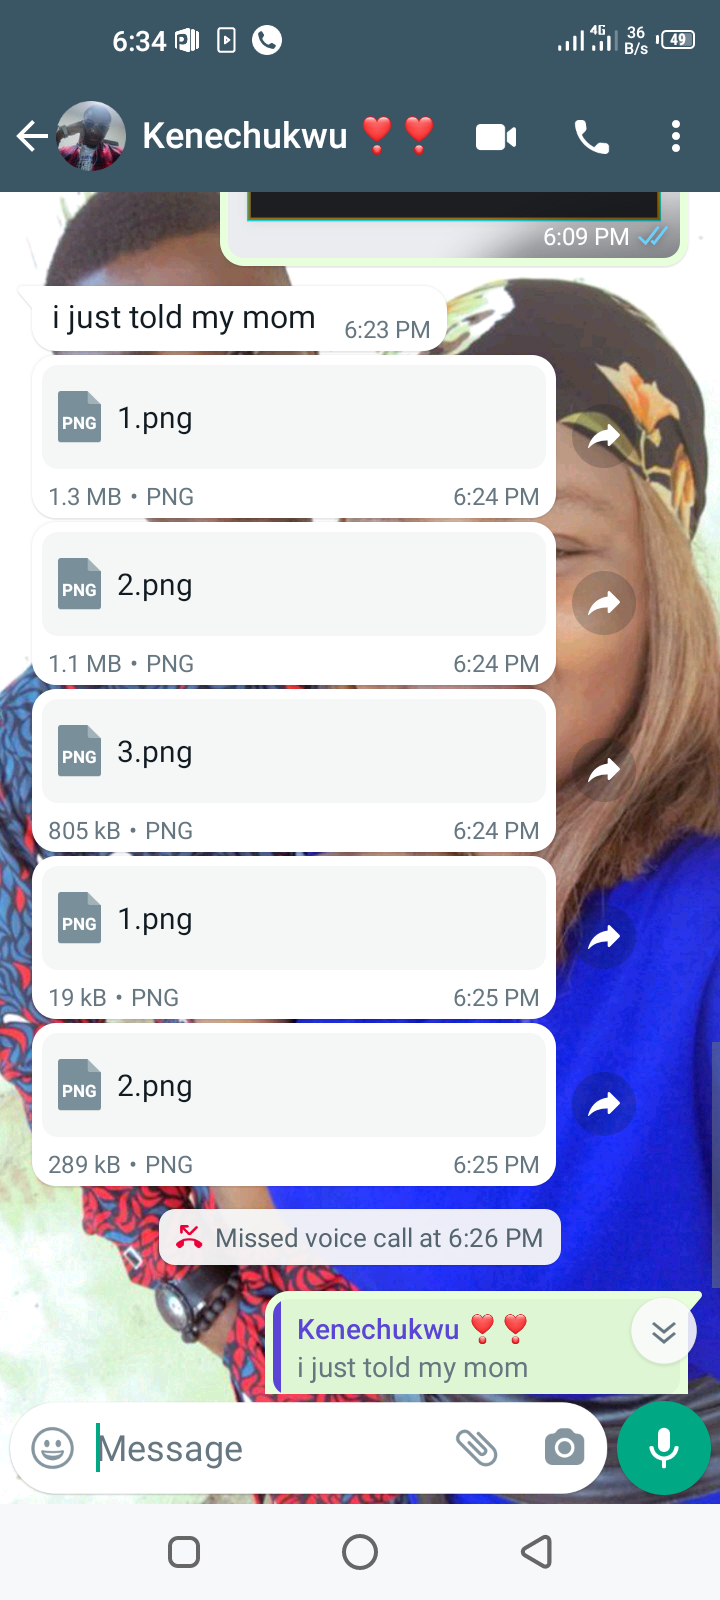 6:34
4G
36
B/s
49
Kenechukwu ❣️❣️
6:09 PM
i just told my mom
6:23 PM
PNG
1.png
1.3 MB • PNG
6:24 PM
PNG
2.png
1.1 MB • PNG
6:24 PM
PNG
3.png
805 kB • PNG
6:24 PM
PNG
1.png
19 kB • PNG
6:25 PM
PNG
2.png
289 kB • PNG
6:25 PM
Missed voice call at 6:26 PM
Kenechukwu ❣️❣️
i just told my mom
Message